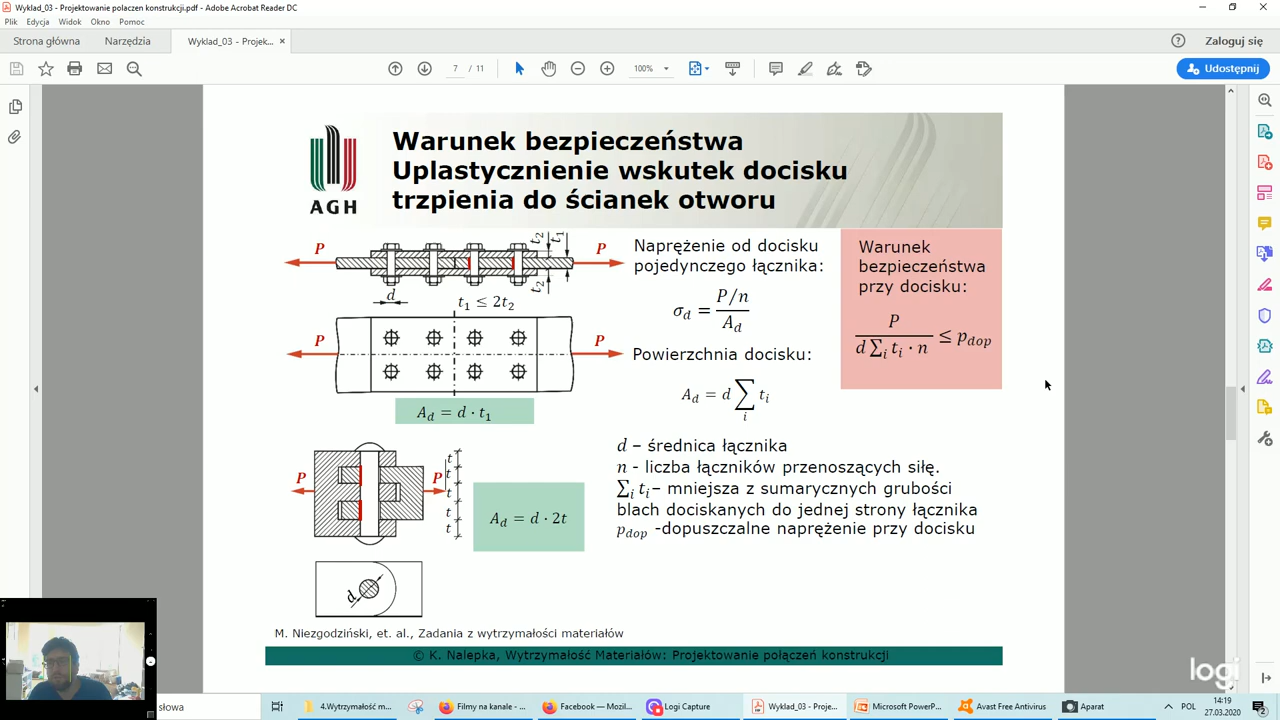 Wyklad_03 - Projektowanie polaczen konstrukcji.pdf - Adobe Acrobat Reader DC
Plik Edycja Widok Okno Pomoc
Strona główna Narzędzia Wyklad_03 - Projek... × Zaloguj się
7 / 11 100% Udostępnij
AGH
Warunek bezpieczeństwa
Uplastycznienie wskutek docisku
trzpienia do ścianek otworu
P P t₂ t₁ t₂
d t₁ ≤ 2t₂
P P
A_d = d · t₁
Naprężenie od docisku
pojedynczego łącznika:
σ_d = (P/n) / A_d
Powierzchnia docisku:
A_d = d ∑_i t_i
Warunek
bezpieczeństwa
przy docisku:
P / (d ∑_i t_i · n) ≤ p_dop
P P t t t t t
A_d = d · 2t
d
d – średnica łącznika
n - liczba łączników przenoszących siłę.
∑_i t_i– mniejsza z sumarycznych grubości
blach dociskanych do jednej strony łącznika
p_dop -dopuszczalne naprężenie przy docisku
M. Niezgodziński, et. al., Zadania z wytrzymałości materiałów
© K. Nalepka, Wytrzymałość Materiałów: Projektowanie połączeń konstrukcji
logi
słowa
4.Wytrzymałość m... Filmy na kanale - ... Facebook — Mozil... Logi Capture Wyklad_03 - Proje... Microsoft PowerP... Avast Free Antivirus Aparat POL 14:19
27.03.2020 2